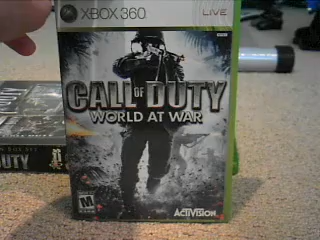 XBOX 360 LIVE
CALL OF DUTY
WORLD AT WAR
DUTY
M
ACTIVISION